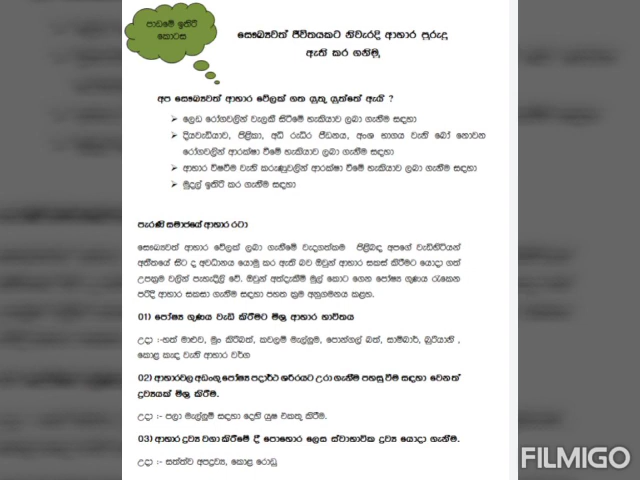 පාඩමේ ඉතිරි
කොටස
සෞඛ්‍යවත් ජීවිතයකට නිවැරදි ආහාර පුරුදු
ඇති කර ගනිමු
අප සෞඛ්‍යවත් ආහාර වේලක් ගත යුතු යුත්තේ ඇයි ?
ලෙඩ රෝගවලින් වැළකී සිටීමේ හැකියාව ලබා ගැනීම සඳහා
දියවැඩියාව, පිළිකා, අධි රුධිර පීඩනය, අංශ භාගය වැනි බෝ නොවන
රෝගවලින් ආරක්ෂා වීමේ හැකියාව ලබා ගැනීම සඳහා
ආහාර විෂවීම වැනි කරුණුවලින් ආරක්ෂා වීමේ හැකියාව ලබා ගැනීම සඳහා
මුදල් ඉතිරි කර ගැනීම සඳහා
පැරණි සමාජයේ ආහාර රටා
සෞඛ්‍යවත් ආහාර වේලක් ලබා ගැනීමේ වැදගත්කම පිළිබඳ අපගේ වැඩිහිටියන්
අතීතයේ සිට ද අවධානය යොමු කර ඇති බව ඔවුන් ආහාර සකස් කිරීමට යොදා ගත්
උපක්‍රම වලින් පැහැදිලි වේ. ඔවුන් අත්දැකීම් මුල් කොට ගෙන පෝෂ්‍ය ගුණය රැකෙන
පරිදි ආහාර සකසා ගැනීම සඳහා පහත ක්‍රම අනුගමනය කළහ.
01) පෝෂ්‍ය ගුණය වැඩි කිරීමට මිශ්‍ර ආහාර භාවිතය
උදා :-හත් මාළුව, මුං කිරිබත්, කවලම් මැල්ලුම, පොන්ගල් බත්, සාම්බාර්, බුරියානි ,
කොළ කැඳ වැනි ආහාර වර්ග
02) ආහාරවල අඩංගු පෝෂ්‍ය පදාර්ථ ශරීරයට උරා ගැනීම පහසු වීම සඳහා වෙනත්
ද්‍රව්‍යයක් මිශ්‍ර කිරීම.
උදා :- පලා මැල්ලුම් සඳහා දෙහි යුෂ එකතු කිරීම.
03) ආහාර ද්‍රව්‍ය වගා කිරීමේ දී පොහොර ලෙස ස්වාභාවික ද්‍රව්‍ය යොදා ගැනීම.
උදා :- සත්ත්ව අපද්‍රව්‍ය, කොළ රොඩු
FILMIGO